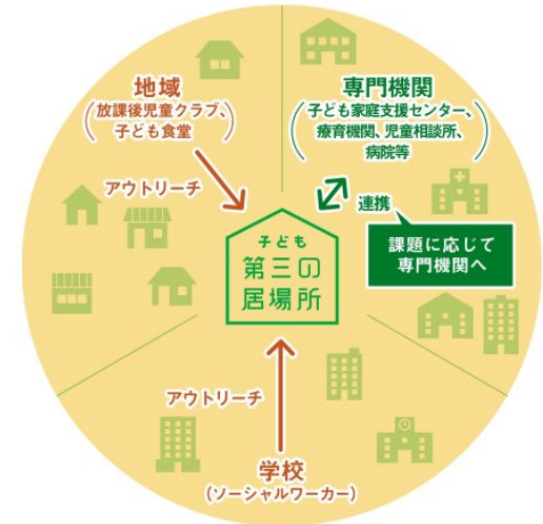 地域
(放課後児童クラブ、
子ども食堂)
アウトリーチ
専門機関
(子ども家庭支援センター、
療育機関、児童相談所、
病院等)
連携
課題に応じて
専門機関へ
子ども
第三の
居場所
アウトリーチ
学校
(ソーシャルワーカー)